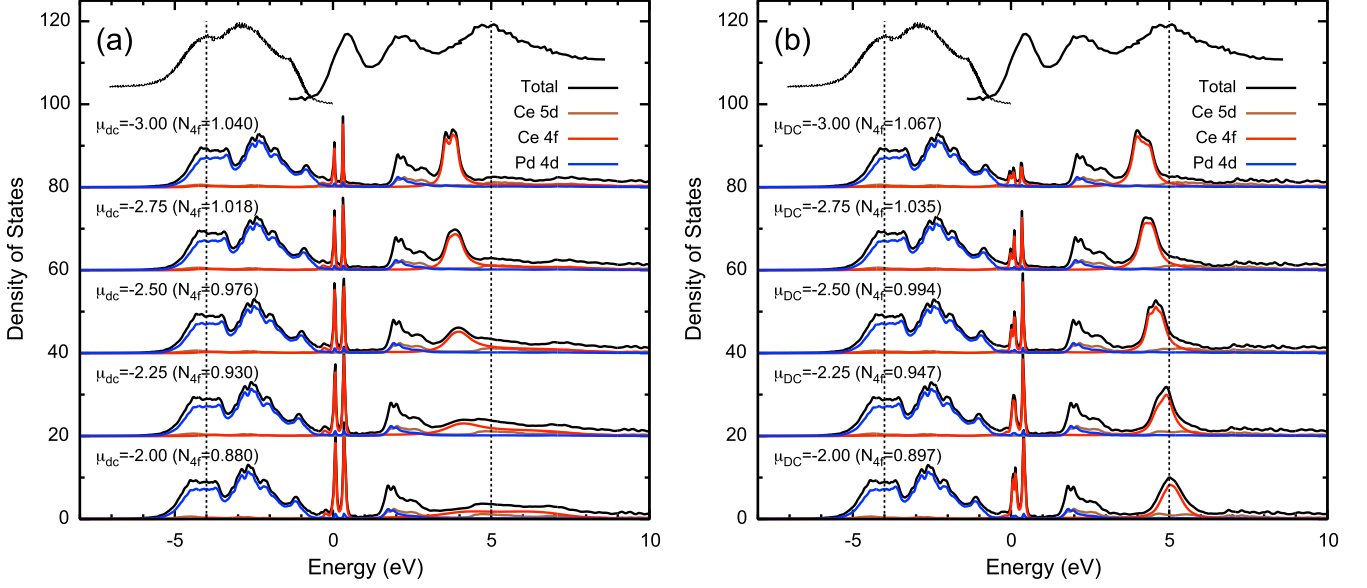 (a)
Density of States
120
100
80
60
40
20
0
Total
Ce 5d
Ce 4f
Pd 4d
μdc=-3.00 (N4f=1.040)
μdc=-2.75 (N4f=1.018)
μdc=-2.50 (N4f=0.976)
μdc=-2.25 (N4f=0.930)
μdc=-2.00 (N4f=0.880)
-5
0
5
10
Energy (eV)
(b)
Density of States
120
100
80
60
40
20
0
Total
Ce 5d
Ce 4f
Pd 4d
μDC=-3.00 (N4f=1.067)
μDC=-2.75 (N4f=1.035)
μDC=-2.50 (N4f=0.994)
μDC=-2.25 (N4f=0.947)
μDC=-2.00 (N4f=0.897)
-5
0
5
10
Energy (eV)